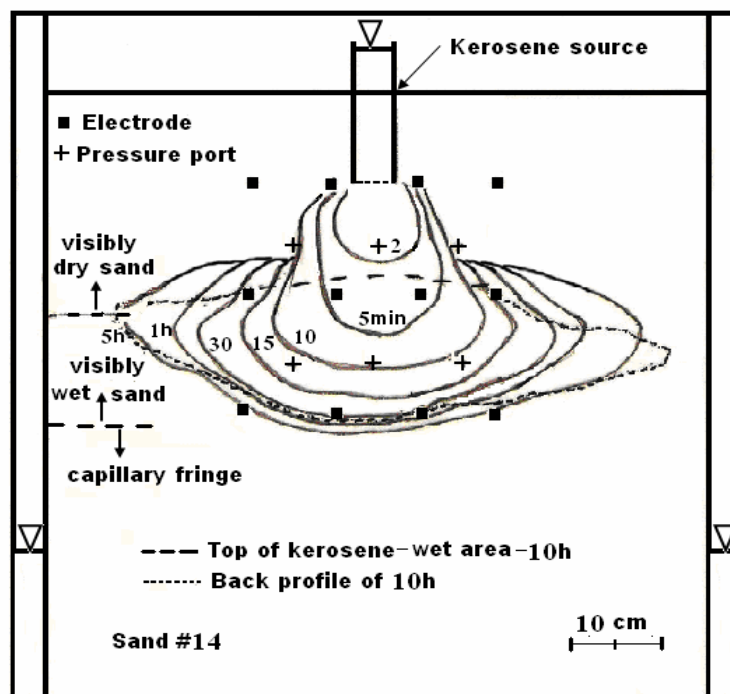 Kerosene source
■ Electrode
+ Pressure port
visibly
dry sand
2
5min
5h
1h
30
15
10
visibly
wet sand
capillary fringe
Top of kerosene-wet area-10h
Back profile of 10h
Sand #14
10 cm